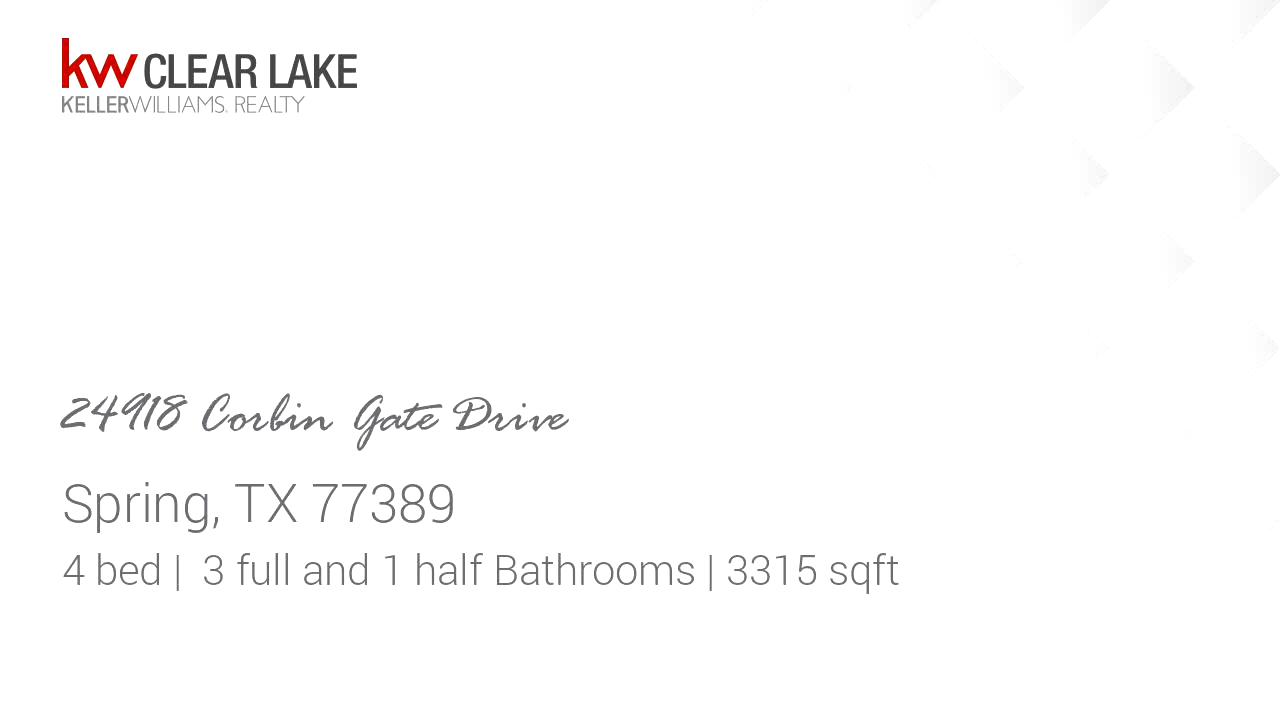 kw CLEAR LAKE
KELLERWILLIAMS. REALTY
24918 Corbin Gate Drive
Spring, TX 77389
4 bed | 3 full and 1 half Bathrooms | 3315 sqft